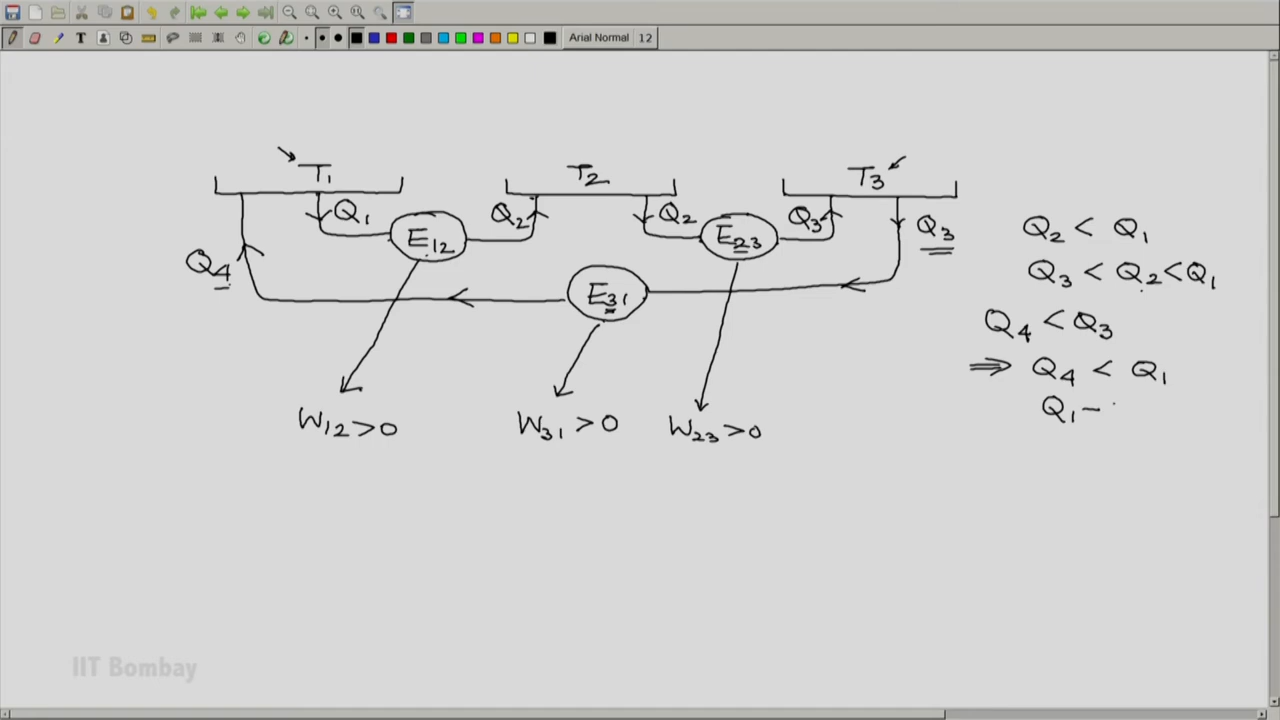 Arial Normal 12
T₁ T₂ T₃
Q₁ E₁₂ Q₂ Q₂ E₂₃ Q₃ Q₃
Q₄ E₃₁
W₁₂>0 W₃₁>0 W₂₃>0
Q₂ < Q₁
Q₃ < Q₂ < Q₁
Q₄ < Q₃
⇒ Q₄ < Q₁
Q₁ –
IIT Bombay